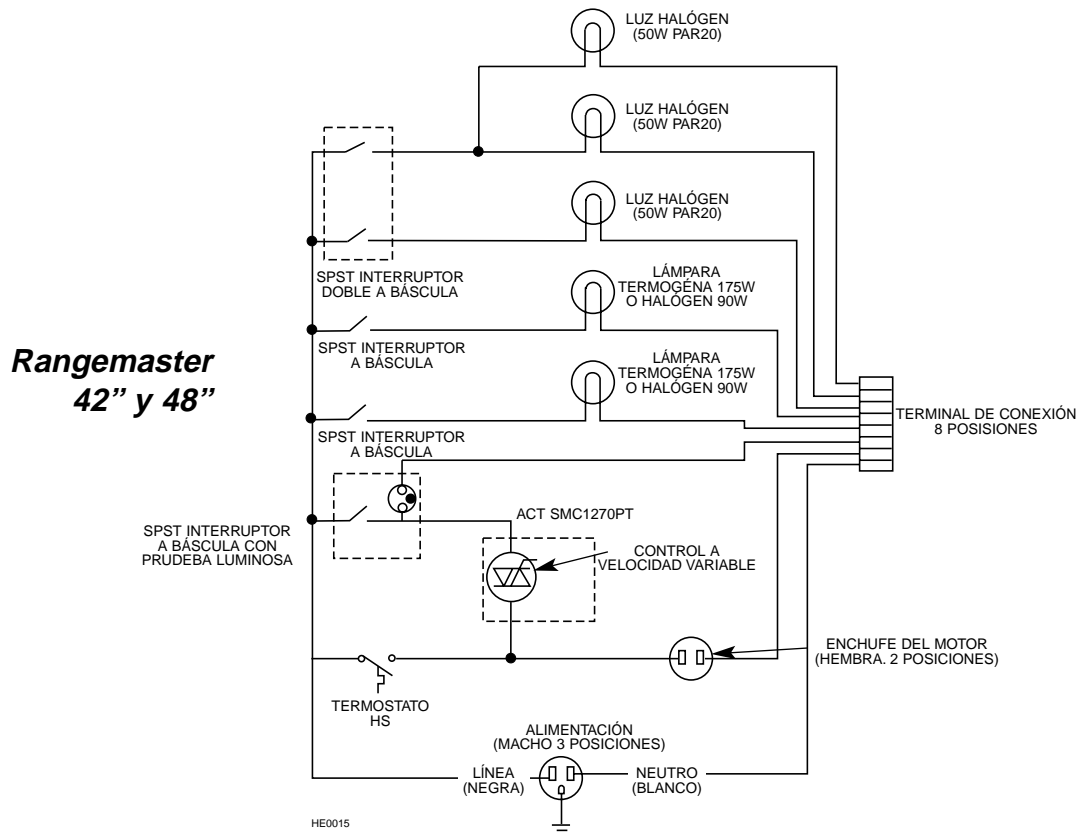 LUZ HALÓGEN
(50W PAR20)
LUZ HALÓGEN
(50W PAR20)
LUZ HALÓGEN
(50W PAR20)
SPST INTERRUPTOR
DOBLE A BÁSCULA
LÁMPARA
TERMOGÉNA 175W
O HALÓGEN 90W
SPST INTERRUPTOR
A BÁSCULA
Rangemaster
42” y 48”
LÁMPARA
TERMOGÉNA 175W
O HALÓGEN 90W
TERMINAL DE CONEXIÓN
8 POSISIONES
SPST INTERRUPTOR
A BÁSCULA
SPST INTERRUPTOR
A BÁSCULA CON
PRUDEBA LUMINOSA
ACT SMC1270PT
CONTROL A
VELOCIDAD VARIABLE
ENCHUFE DEL MOTOR
(HEMBRA. 2 POSICIONES)
TERMOSTATO
HS
ALIMENTACIÓN
(MACHO 3 POSICIONES)
LÍNEA
(NEGRA)
NEUTRO
(BLANCO)
HE0015